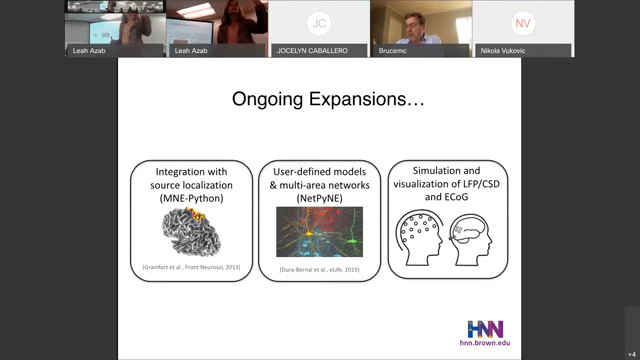 JC
NV
Leah Azab
Leah Azab
JOCELYN CABALLERO
Brucemc
Nikola Vukovic
Ongoing Expansions…
Integration with
source localization
(MNE-Python)
(Gramfort et al., Front Neurosci, 2013)
User-defined models
& multi-area networks
(NetPyNE)
(Dura-Bernal et al., eLife, 2019)
Simulation and
visualization of LFP/CSD
and ECoG
HNN
hnn.brown.edu
+4